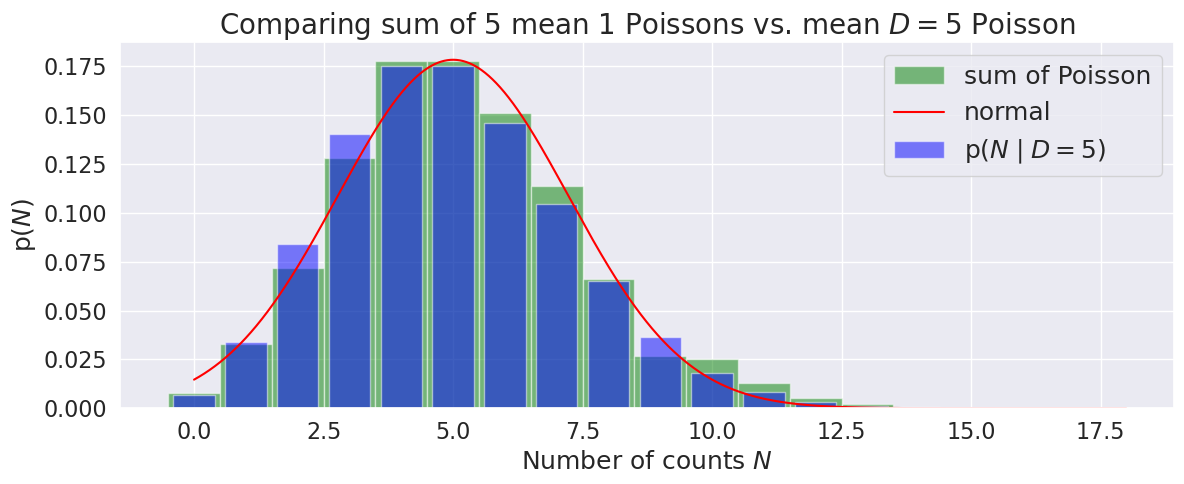 Comparing sum of 5 mean 1 Poissons vs. mean D = 5 Poisson
sum of Poisson
normal
p(N | D = 5)
p(N)
0.175
0.150
0.125
0.100
0.075
0.050
0.025
0.000
0.0 2.5 5.0 7.5 10.0 12.5 15.0 17.5
Number of counts N